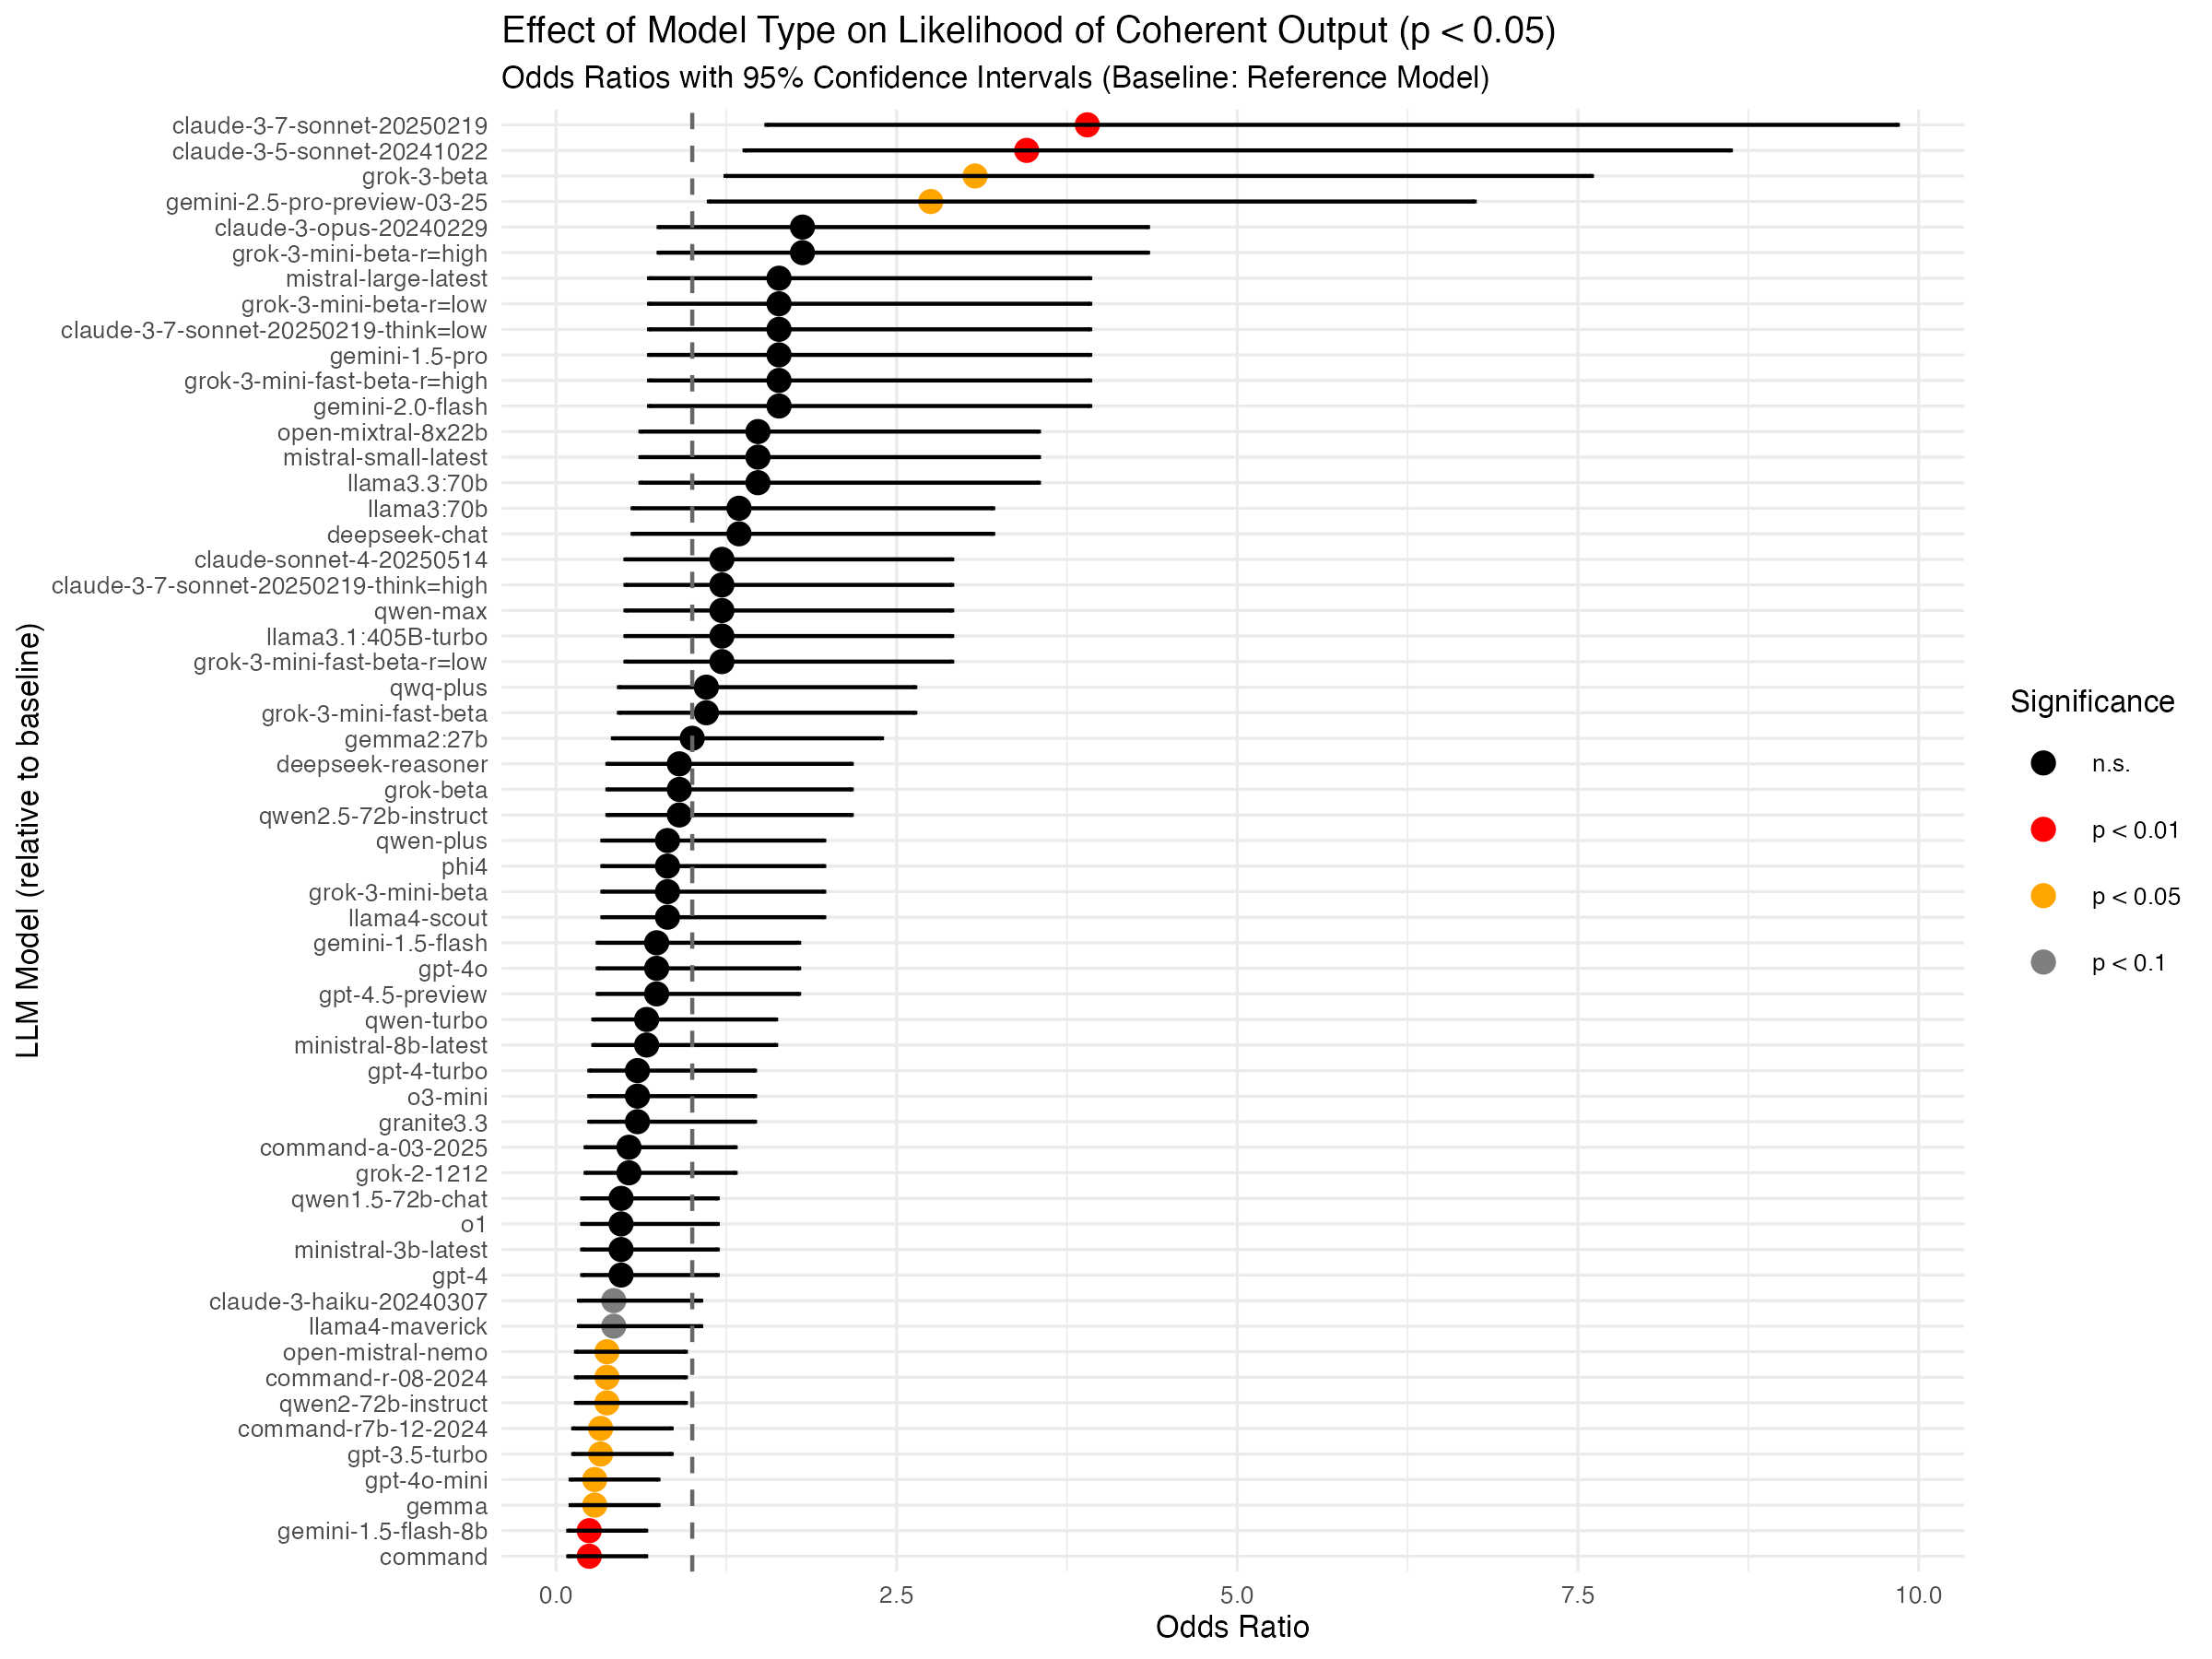 Effect of Model Type on Likelihood of Coherent Output (p < 0.05)
Odds Ratios with 95% Confidence Intervals (Baseline: Reference Model)
LLM Model (relative to baseline)
claude-3-7-sonnet-20250219
claude-3-5-sonnet-20241022
grok-3-beta
gemini-2.5-pro-preview-03-25
claude-3-opus-20240229
grok-3-mini-beta-r=high
mistral-large-latest
grok-3-mini-beta-r=low
claude-3-7-sonnet-20250219-think=low
gemini-1.5-pro
grok-3-mini-fast-beta-r=high
gemini-2.0-flash
open-mixtral-8x22b
mistral-small-latest
llama3.3:70b
llama3:70b
deepseek-chat
claude-sonnet-4-20250514
claude-3-7-sonnet-20250219-think=high
qwen-max
llama3.1:405B-turbo
grok-3-mini-fast-beta-r=low
qwq-plus
grok-3-mini-fast-beta
gemma2:27b
deepseek-reasoner
grok-beta
qwen2.5-72b-instruct
qwen-plus
phi4
grok-3-mini-beta
llama4-scout
gemini-1.5-flash
gpt-4o
gpt-4.5-preview
qwen-turbo
ministral-8b-latest
gpt-4-turbo
o3-mini
granite3.3
command-a-03-2025
grok-2-1212
qwen1.5-72b-chat
o1
ministral-3b-latest
gpt-4
claude-3-haiku-20240307
llama4-maverick
open-mistral-nemo
command-r-08-2024
qwen2-72b-instruct
command-r7b-12-2024
gpt-3.5-turbo
gpt-4o-mini
gemma
gemini-1.5-flash-8b
command
0.0 2.5 5.0 7.5 10.0
Odds Ratio
Significance
n.s.
p < 0.01
p < 0.05
p < 0.1